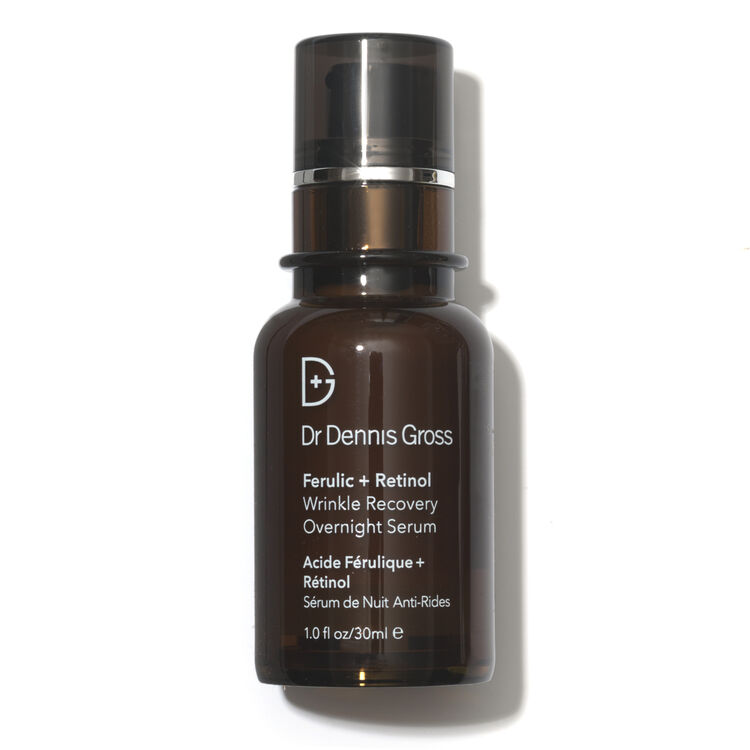 D+G
Dr Dennis Gross
Ferulic + Retinol
Wrinkle Recovery
Overnight Serum
Acide Férulique +
Rétinol
Sérum de Nuit Anti-Rides
1.0 fl oz/30ml ℮